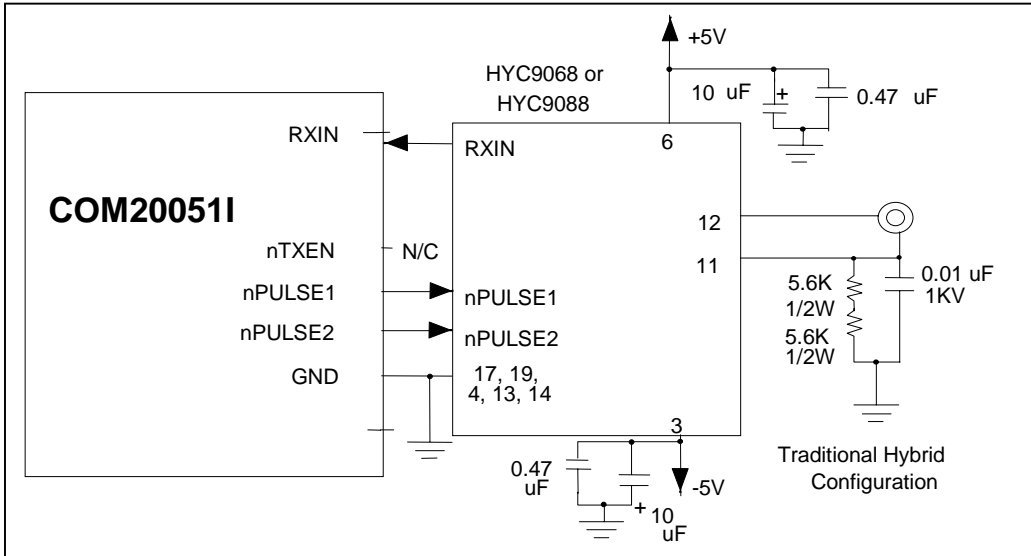 +5V
HYC9068 or
HYC9088
10 uF
+
0.47 uF
6
RXIN
RXIN
COM20051I
12
nTXEN
N/C
11
0.01 uF
1KV
5.6K
1/2W
5.6K
1/2W
nPULSE1
nPULSE1
nPULSE2
nPULSE2
GND
17, 19,
4, 13, 14
3
0.47
uF
-5V
+ 10
uF
Traditional Hybrid
Configuration